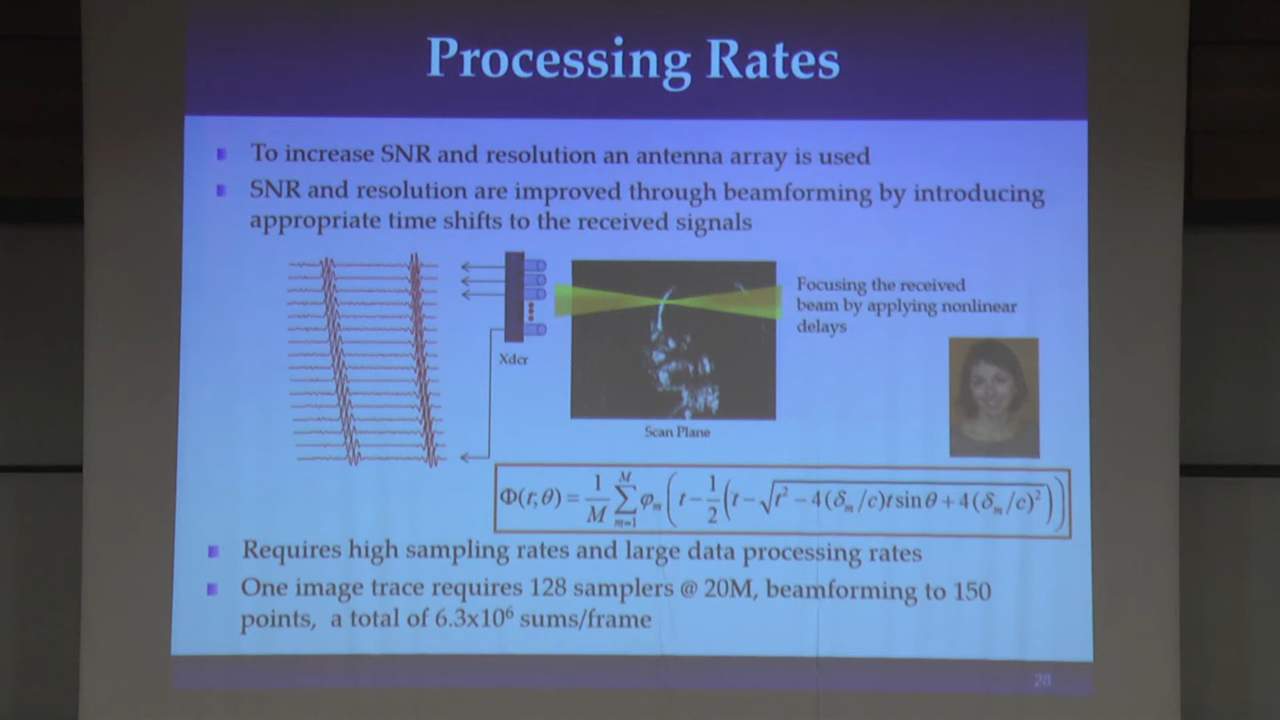 Processing Rates
To increase SNR and resolution an antenna array is used
SNR and resolution are improved through beamforming by introducing
appropriate time shifts to the received signals
Xdcr
Scan Plane
Focusing the received
beam by applying nonlinear
delays
Φ(t;θ) = 1/M ∑_{m=1}^{M} φ_m ( t − 1/2 ( t − √(t² − 4(δ_m/c)t sin θ + 4(δ_m/c)²) ) )
Requires high sampling rates and large data processing rates
One image trace requires 128 samplers @ 20M, beamforming to 150
points, a total of 6.3x10⁶ sums/frame
28